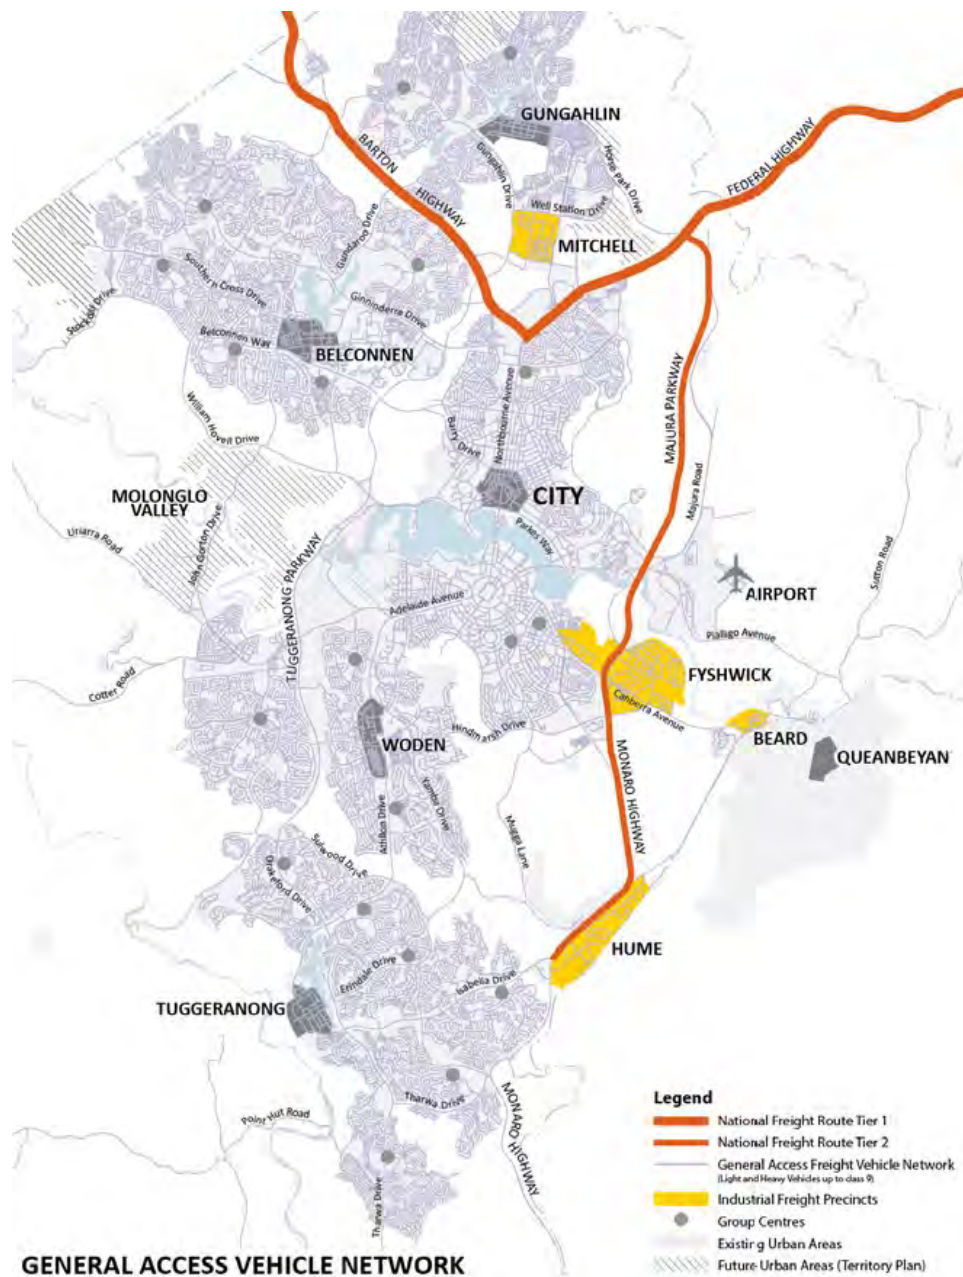 GUNGAHLIN
BARTON
HIGHWAY
Gungahlin Drive
Horse Park Drive
FEDERAL HIGHWAY
Well Station Drive
MITCHELL
Gundaroo Drive
Southern Cross Drive
Ginninderra Drive
Stockdill Drive
Belconnen Way
BELCONNEN
MAJURA PARKWAY
Northbourne Avenue
Barry Drive
William Hovell Drive
MOLONGLO
VALLEY
CITY
Majura Road
Parkes Way
Uriarra Road
John Gorton Drive
TUGGERANONG PARKWAY
Sutton Road
AIRPORT
Adelaide Avenue
Pialligo Avenue
FYSHWICK
Cotter Road
Canberra Avenue
Hindmarsh Drive
WODEN
BEARD
QUEANBEYAN
MONARO HIGHWAY
Yamba Drive
Athllon Drive
Mugga Lane
Sulwood Drive
Drakeford Drive
HUME
Erindale Drive
Isabella Drive
TUGGERANONG
Tharwa Drive
Point Hut Road
MONARO HIGHWAY
Tharwa Drive
Legend
National Freight Route Tier 1
National Freight Route Tier 2
General Access Freight Vehicle Network
(Light and Heavy Vehicles up to class 9)
Industrial Freight Precincts
Group Centres
Existing Urban Areas
Future Urban Areas (Territory Plan)
GENERAL ACCESS VEHICLE NETWORK